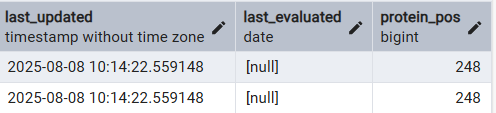 last_updated last_evaluated protein_pos
timestamp without time zone date bigint
2025-08-08 10:14:22.559148 [null] 248
2025-08-08 10:14:22.559148 [null] 248